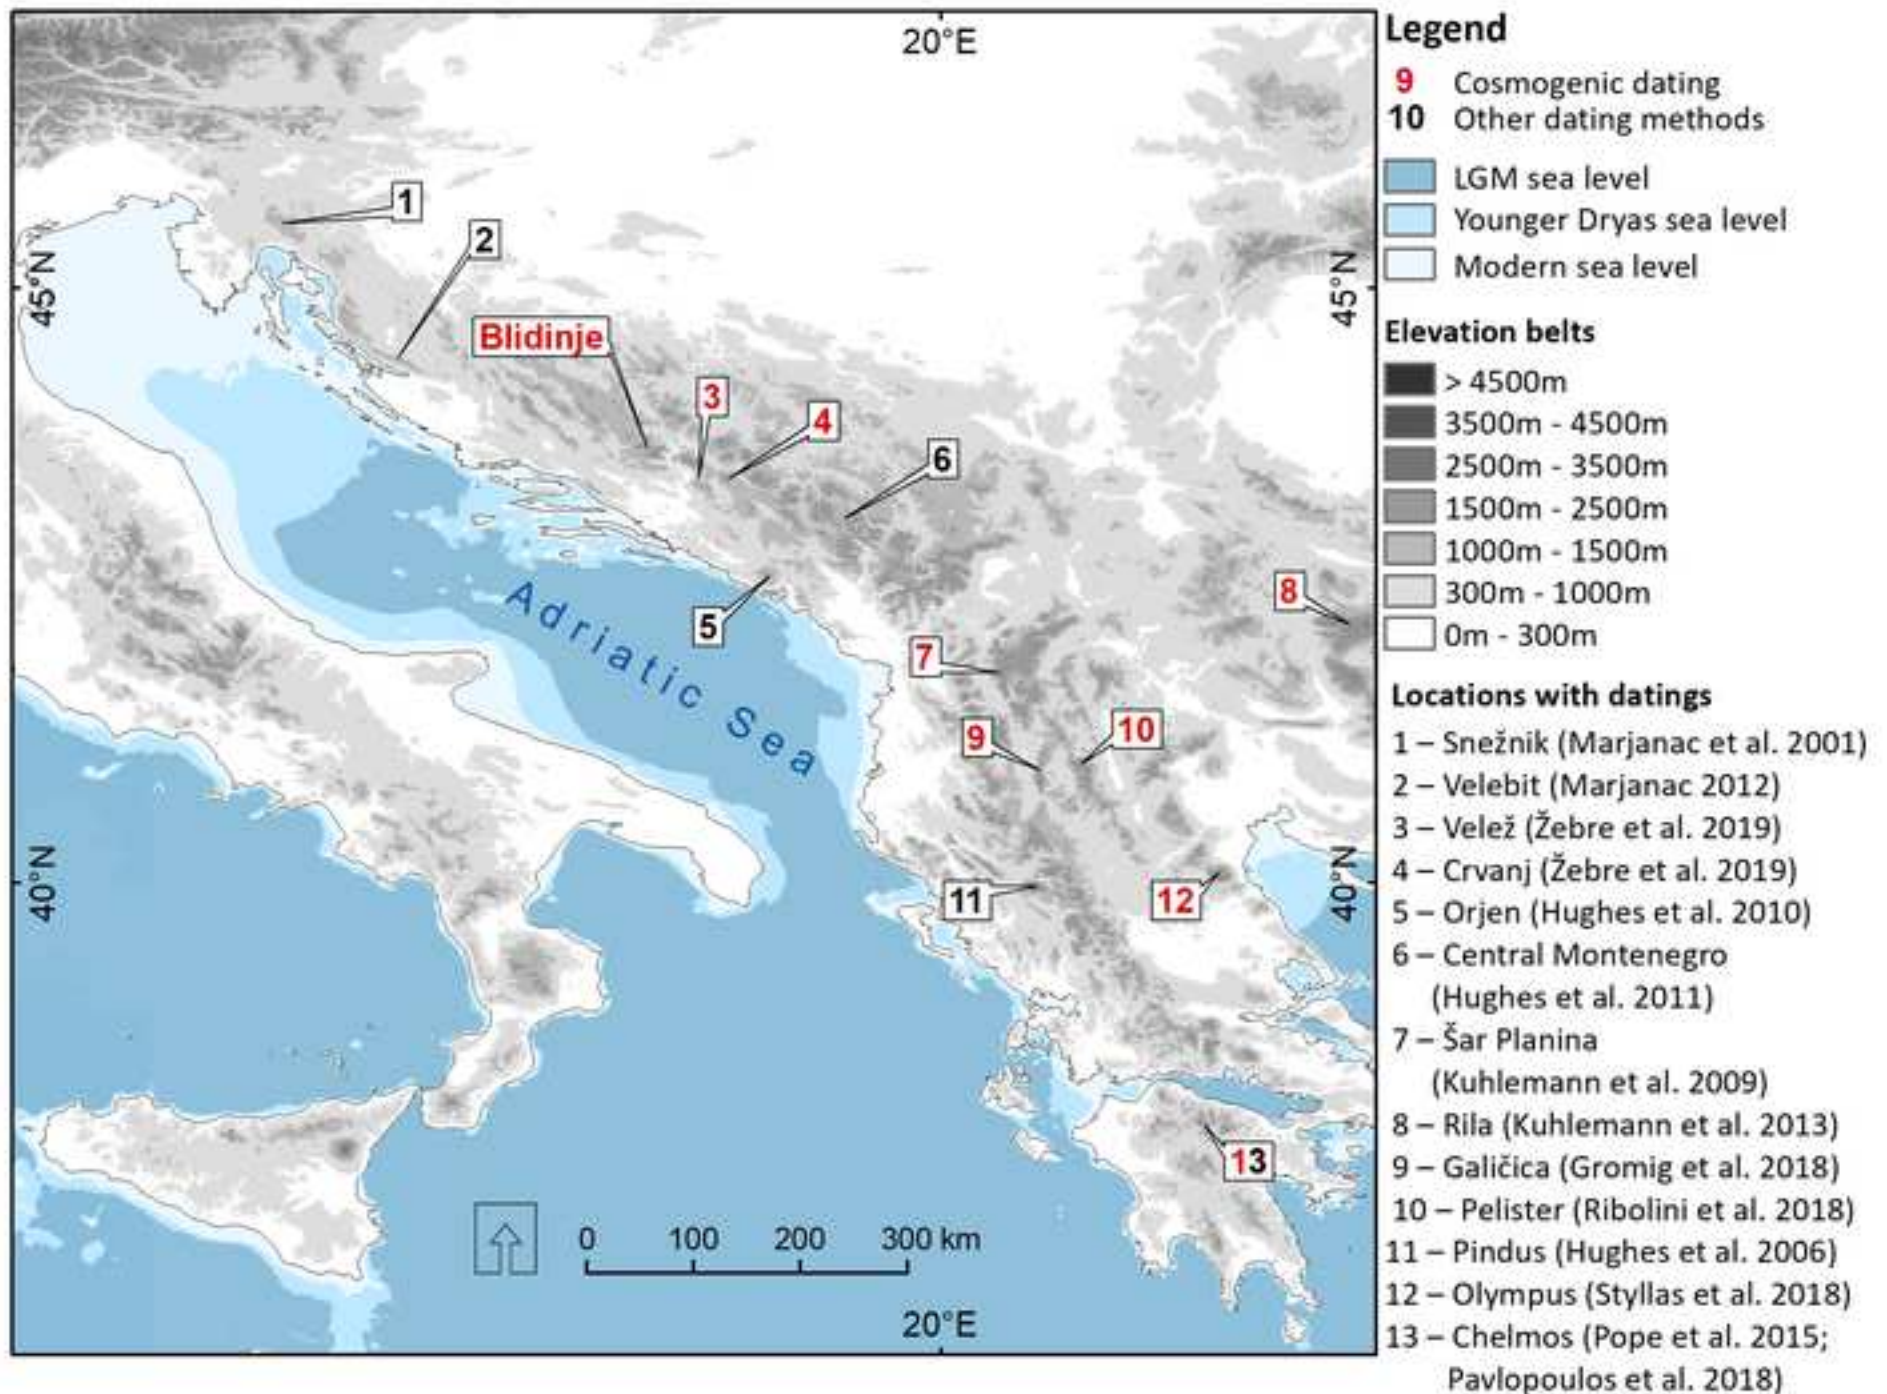 20°E
45°N
45°N
1
2
Blidinje
3
4
6
5
8
7
9
10
Adriatic Sea
40°N
40°N
11
12
13
0 100 200 300 km
20°E
Legend
9 Cosmogenic dating
10 Other dating methods
LGM sea level
Younger Dryas sea level
Modern sea level
Elevation belts
> 4500m
3500m - 4500m
2500m - 3500m
1500m - 2500m
1000m - 1500m
300m - 1000m
0m - 300m
Locations with datings
1 – Snežnik (Marjanac et al. 2001)
2 – Velebit (Marjanac 2012)
3 – Velež (Žebre et al. 2019)
4 – Crvanj (Žebre et al. 2019)
5 – Orjen (Hughes et al. 2010)
6 – Central Montenegro
(Hughes et al. 2011)
7 – Šar Planina
(Kuhlemann et al. 2009)
8 – Rila (Kuhlemann et al. 2013)
9 – Galičica (Gromig et al. 2018)
10 – Pelister (Ribolini et al. 2018)
11 – Pindus (Hughes et al. 2006)
12 – Olympus (Styllas et al. 2018)
13 – Chelmos (Pope et al. 2015;
Pavlopoulos et al. 2018)